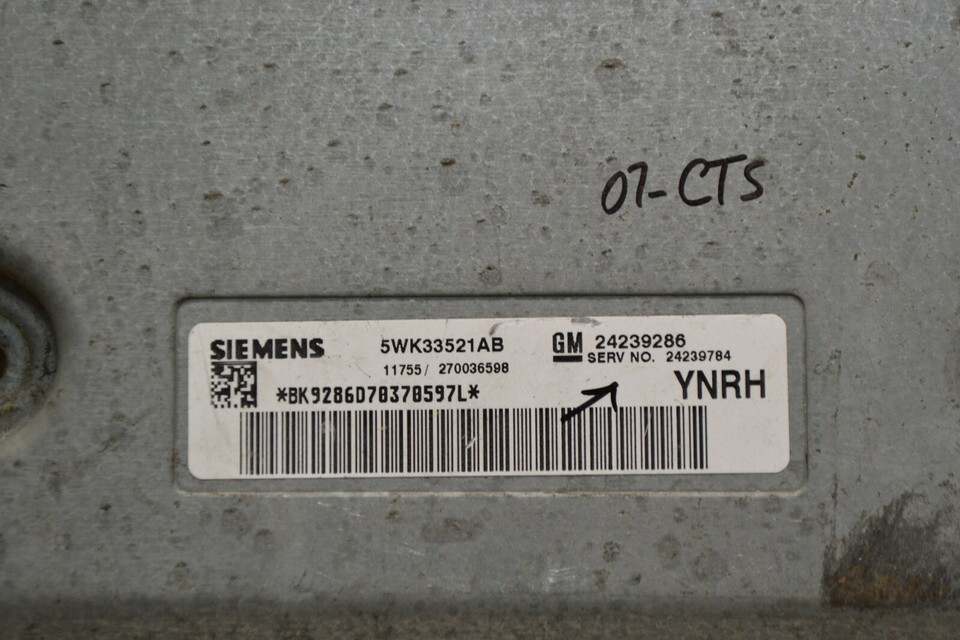 07-CTS
SIEMENS 5WK33521AB GM 24239286
SERV NO. 24239784
11755 / 270036598
*BK9286D70370597L* YNRH